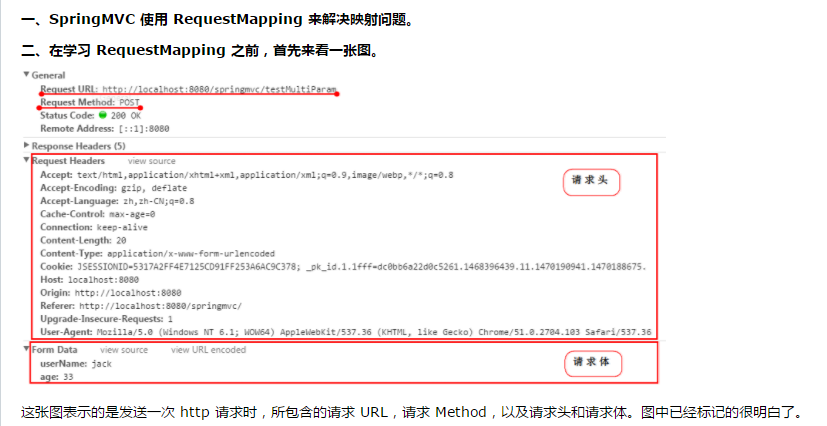 一、SpringMVC 使用 RequestMapping 来解决映射问题。
二、在学习 RequestMapping 之前，首先来看一张图。
General
Request URL: http://localhost:8080/springmvc/testMultiParam
Request Method: POST
Status Code: 200 OK
Remote Address: [::1]:8080
Response Headers (5)
Request Headers view source
请求头
Accept: text/html,application/xhtml+xml,application/xml;q=0.9,image/webp,*/*;q=0.8
Accept-Encoding: gzip, deflate
Accept-Language: zh,zh-CN;q=0.8
Cache-Control: max-age=0
Connection: keep-alive
Content-Length: 20
Content-Type: application/x-www-form-urlencoded
Cookie: JSESSIONID=5317A2FF4E7125CD91FF253A6AC9C378; _pk_id.1.1fff=dc0bb6a22d0c5261.1468396439.11.1470190941.1470188675.
Host: localhost:8080
Origin: http://localhost:8080
Referer: http://localhost:8080/springmvc/
Upgrade-Insecure-Requests: 1
User-Agent: Mozilla/5.0 (Windows NT 6.1; WOW64) AppleWebKit/537.36 (KHTML, like Gecko) Chrome/51.0.2704.103 Safari/537.36
Form Data view source view URL encoded
请求体
userName: jack
age: 33
这张图表示的是发送一次 http 请求时，所包含的请求 URL，请求 Method，以及请求头和请求体。图中已经标记的很明白了。